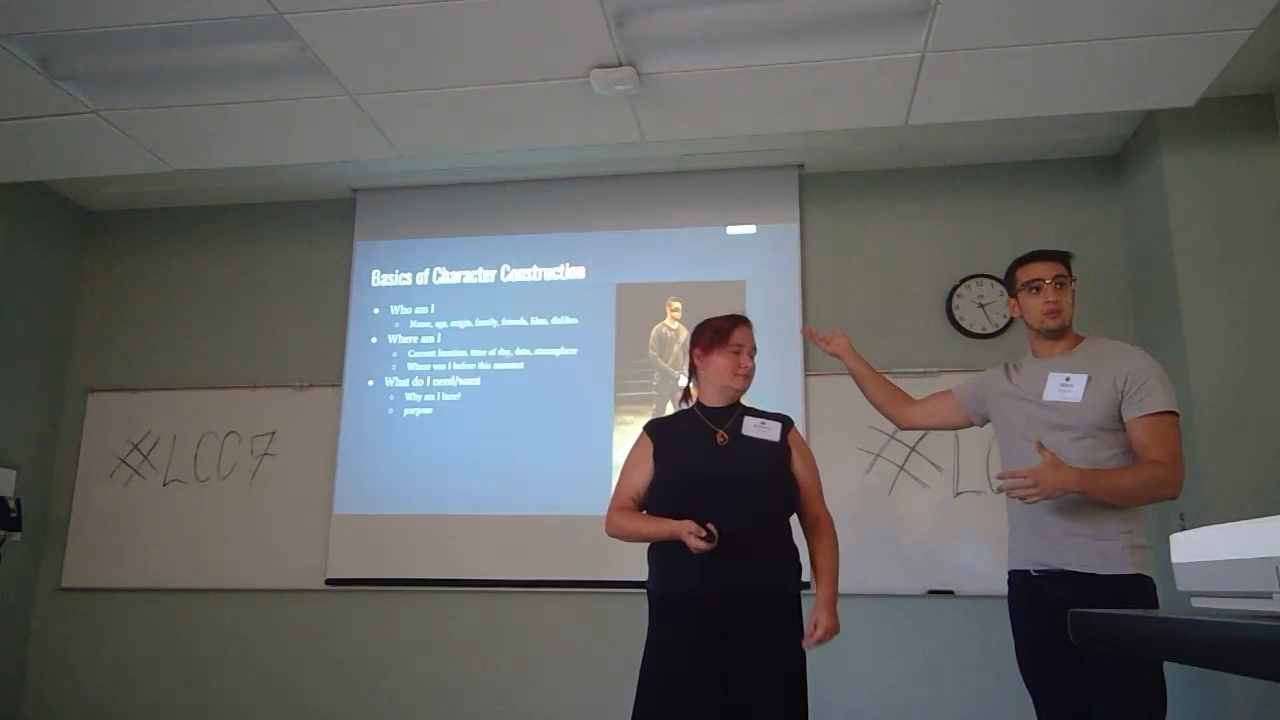 Basics of Character Construction
Who am I
Name, age, origin, family, friends, likes, dislikes
Where am I
Current location, time of day, date, atmosphere
Where was I before this moment
What do I need/want
Why am I here?
purpose
#LCC7
#LC